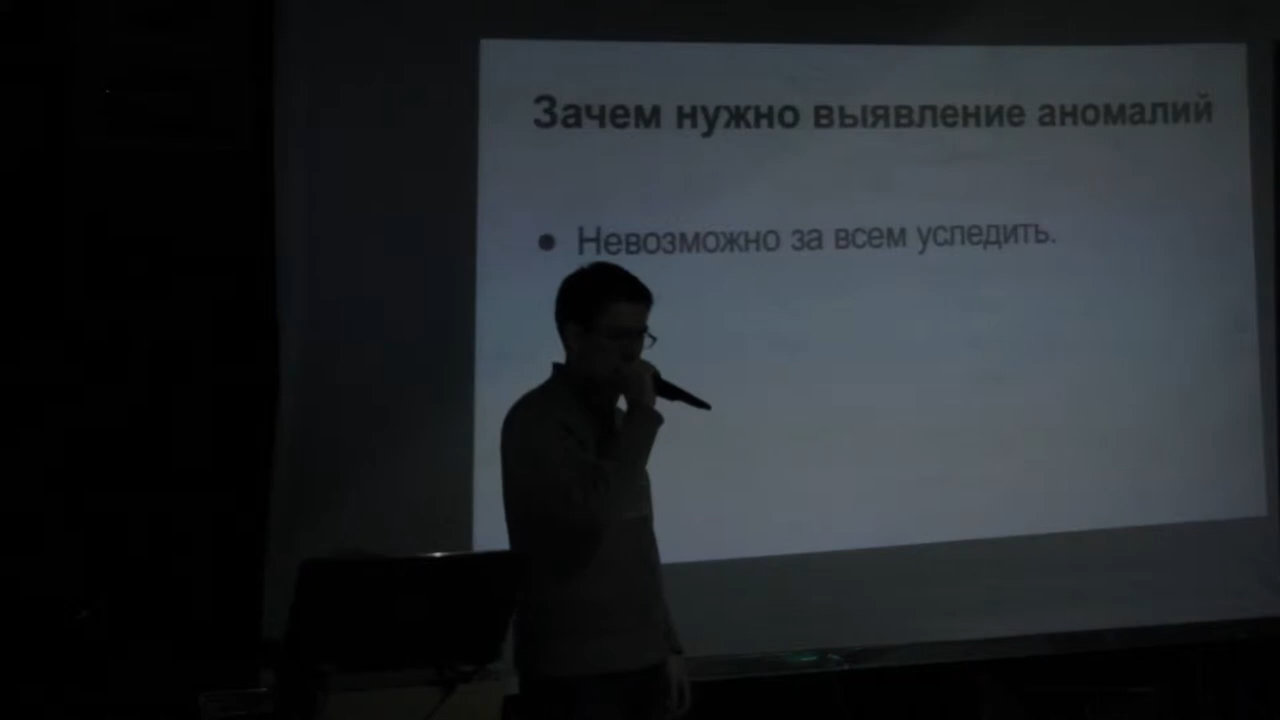 Зачем нужно выявление аномалий
• Невозможно за всем уследить.